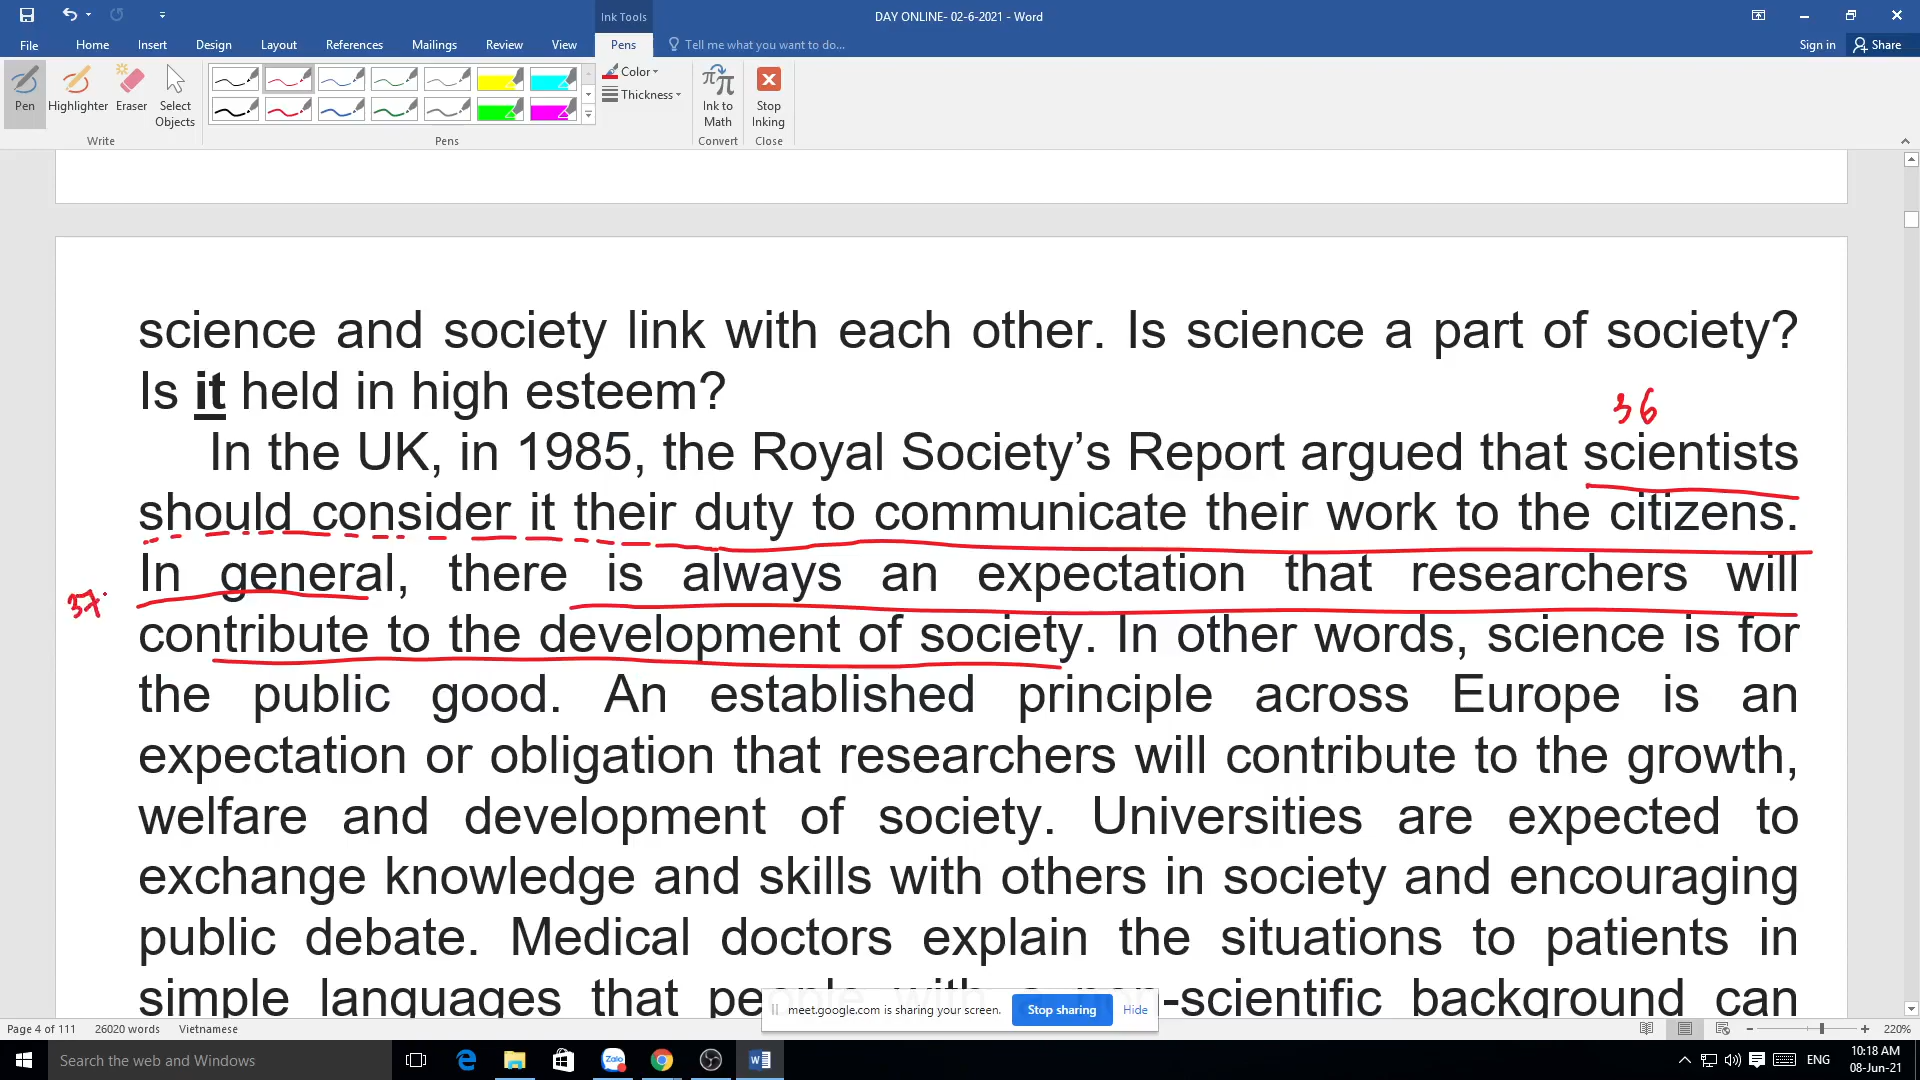 Ink Tools
DAY ONLINE- 02-6-2021 - Word
File Home Insert Design Layout References Mailings Review View Pens Tell me what you want to do... Sign in Share
Pen Highlighter Eraser Select Objects
Color
Thickness
Ink to Math
Stop Inking
Write Pens Convert Close
science and society link with each other. Is science a part of society?
Is it held in high esteem?
36
In the UK, in 1985, the Royal Society's Report argued that scientists
should consider it their duty to communicate their work to the citizens.
In general, there is always an expectation that researchers will
37
contribute to the development of society. In other words, science is for
the public good. An established principle across Europe is an
expectation or obligation that researchers will contribute to the growth,
welfare and development of society. Universities are expected to
exchange knowledge and skills with others in society and encouraging
public debate. Medical doctors explain the situations to patients in
simple languages that people with a non-scientific background can
meet.google.com is sharing your screen. Stop sharing Hide
Page 4 of 111 26020 words Vietnamese 220%
Search the web and Windows
Zalo
ENG
10:18 AM
08-Jun-21